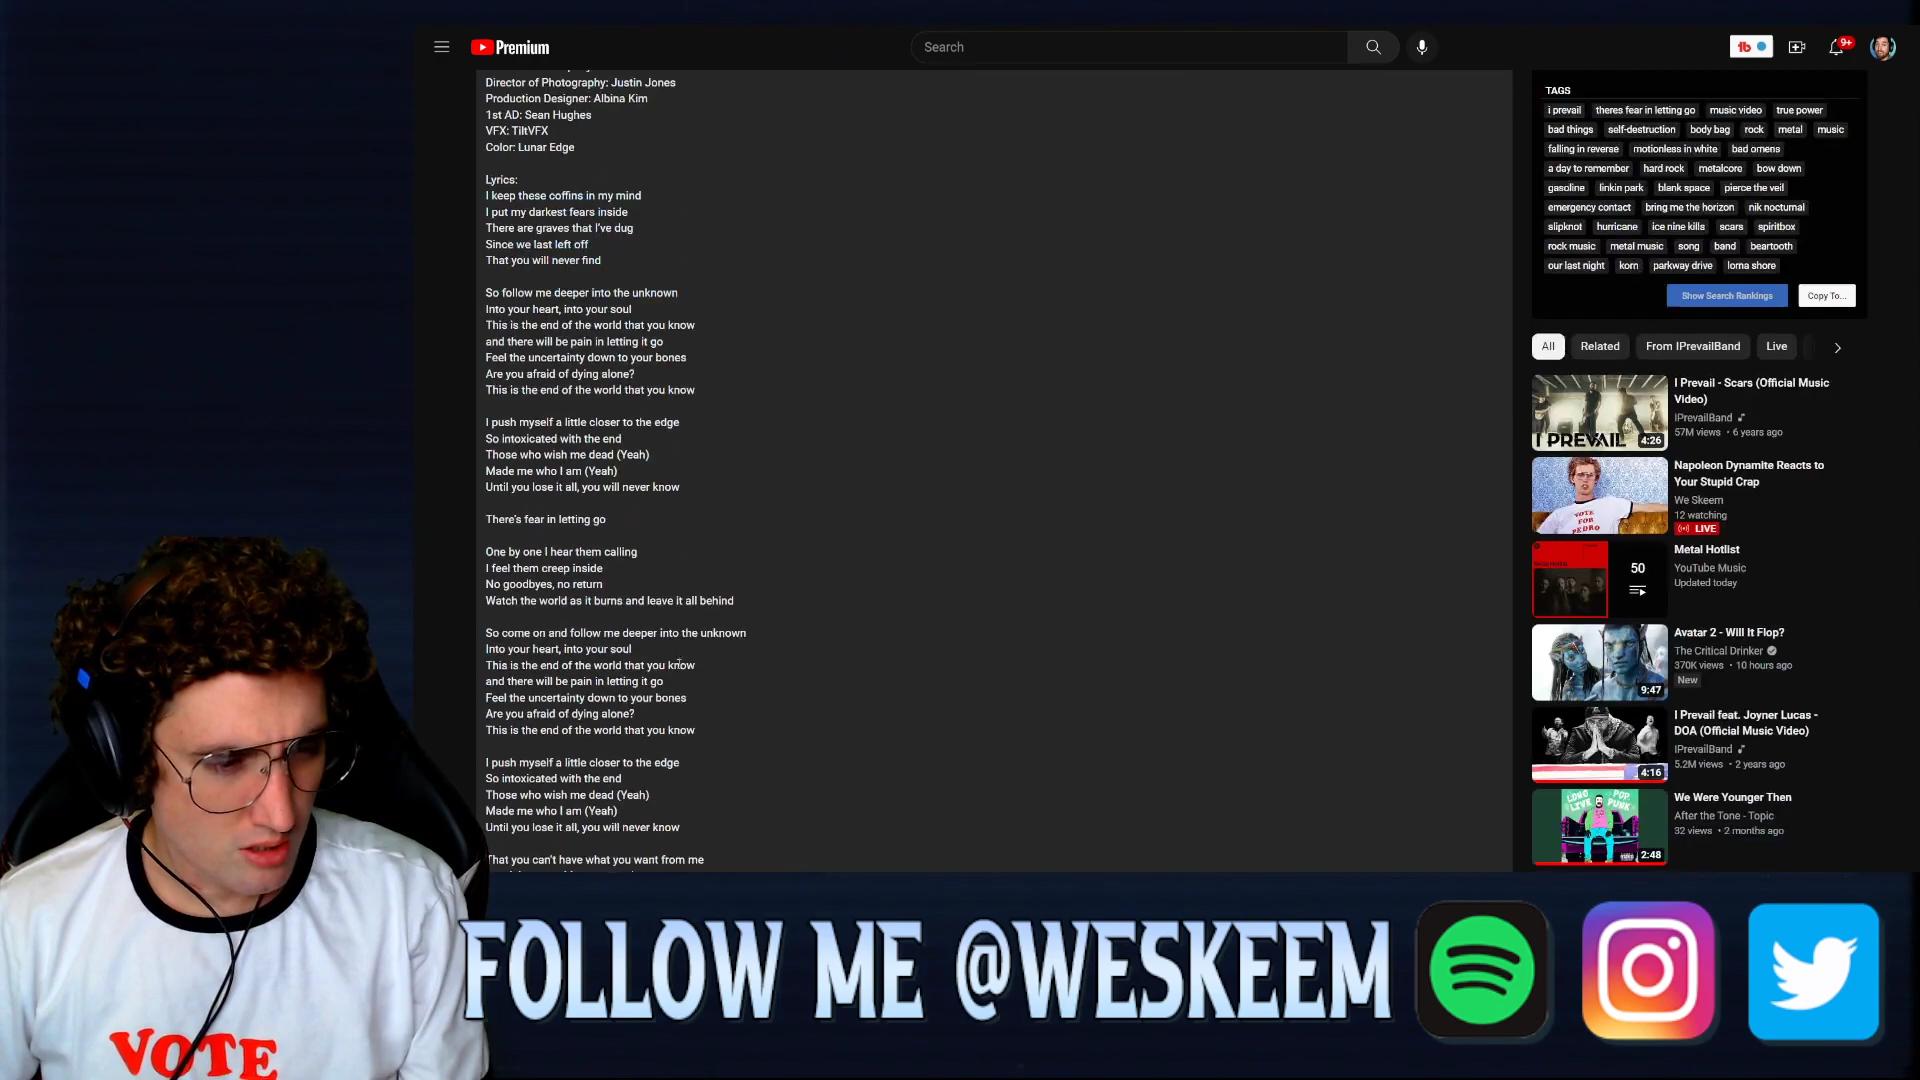 Premium
Search
9+
Director of Photography: Justin Jones
Production Designer: Albina Kim
1st AD: Sean Hughes
VFX: TiltVFX
Color: Lunar Edge
Lyrics:
I keep these coffins in my mind
I put my darkest fears inside
There are graves that I've dug
Since we last left off
That you will never find
So follow me deeper into the unknown
Into your heart, into your soul
This is the end of the world that you know
and there will be pain in letting it go
Feel the uncertainty down to your bones
Are you afraid of dying alone?
This is the end of the world that you know
I push myself a little closer to the edge
So intoxicated with the end
Those who wish me dead (Yeah)
Made me who I am (Yeah)
Until you lose it all, you will never know
There's fear in letting go
One by one I hear them calling
I feel them creep inside
No goodbyes, no return
Watch the world as it burns and leave it all behind
So come on and follow me deeper into the unknown
Into your heart, into your soul
This is the end of the world that you know
and there will be pain in letting it go
Feel the uncertainty down to your bones
Are you afraid of dying alone?
This is the end of the world that you know
I push myself a little closer to the edge
So intoxicated with the end
Those who wish me dead (Yeah)
Made me who I am (Yeah)
Until you lose it all, you will never know
That you can't have what you want from me
TAGS
i prevail theres fear in letting go music video true power
bad things self-destruction body bag rock metal music
falling in reverse motionless in white bad omens
a day to remember hard rock metalcore bow down
gasoline linkin park blank space pierce the veil
emergency contact bring me the horizon nik nocturnal
slipknot hurricane ice nine kills scars spiritbox
rock music metal music song band beartooth
our last night korn parkway drive lorna shore
Show Search Rankings Copy To...
All Related From IPrevailBand Live
I PREVAIL
4:26
I Prevail - Scars (Official Music
Video)
IPrevailBand
57M views • 6 years ago
VOTE
FOR
PEDRO
Napoleon Dynamite Reacts to
Your Stupid Crap
We Skeem
12 watching
LIVE
50
Metal Hotlist
YouTube Music
Updated today
9:47
Avatar 2 - Will It Flop?
The Critical Drinker
370K views • 10 hours ago
New
4:16
I Prevail feat. Joyner Lucas -
DOA (Official Music Video)
IPrevailBand
5.2M views • 2 years ago
LONG LIVE POP PUNK
2:48
We Were Younger Then
After the Tone - Topic
32 views • 2 months ago
VOTE
FOLLOW ME @WESKEEM